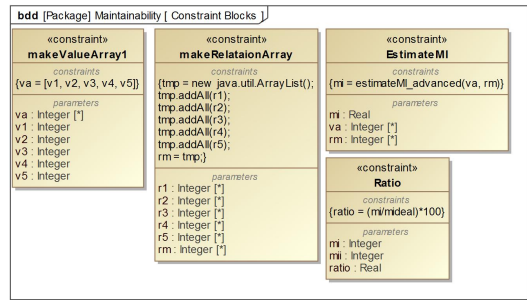 bdd [Package] Maintainability [ Constraint Blocks ]
«constraint»
makeValueArray1
constraints
{va = [v1, v2, v3, v4, v5]}
parameters
va : Integer [*]
v1 : Integer
v2 : Integer
v3 : Integer
v4 : Integer
v5 : Integer
«constraint»
makeRelataionArray
constraints
{tmp = new java.util.ArrayList();
tmp.addAll(r1);
tmp.addAll(r2);
tmp.addAll(r3);
tmp.addAll(r4);
tmp.addAll(r5);
rm = tmp;}
parameters
r1 : Integer [*]
r2 : Integer [*]
r3 : Integer [*]
r4 : Integer [*]
r5 : Integer [*]
rm : Integer [*]
«constraint»
EstimateMI
constraints
{mi = estimateMI_advanced(va, rm)}
parameters
mi : Real
va : Integer [*]
rm : Integer [*]
«constraint»
Ratio
constraints
{ratio = (mi/mideal)*100}
parameters
mi : Integer
mii : Integer
ratio : Real